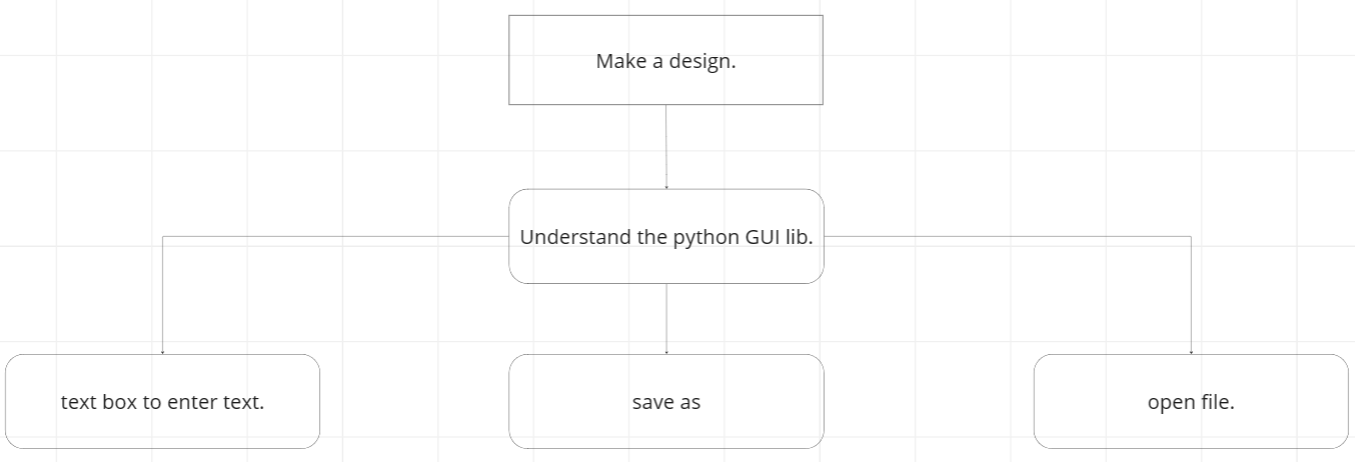 Make a design.
Understand the python GUI lib.
text box to enter text.
save as
open file.